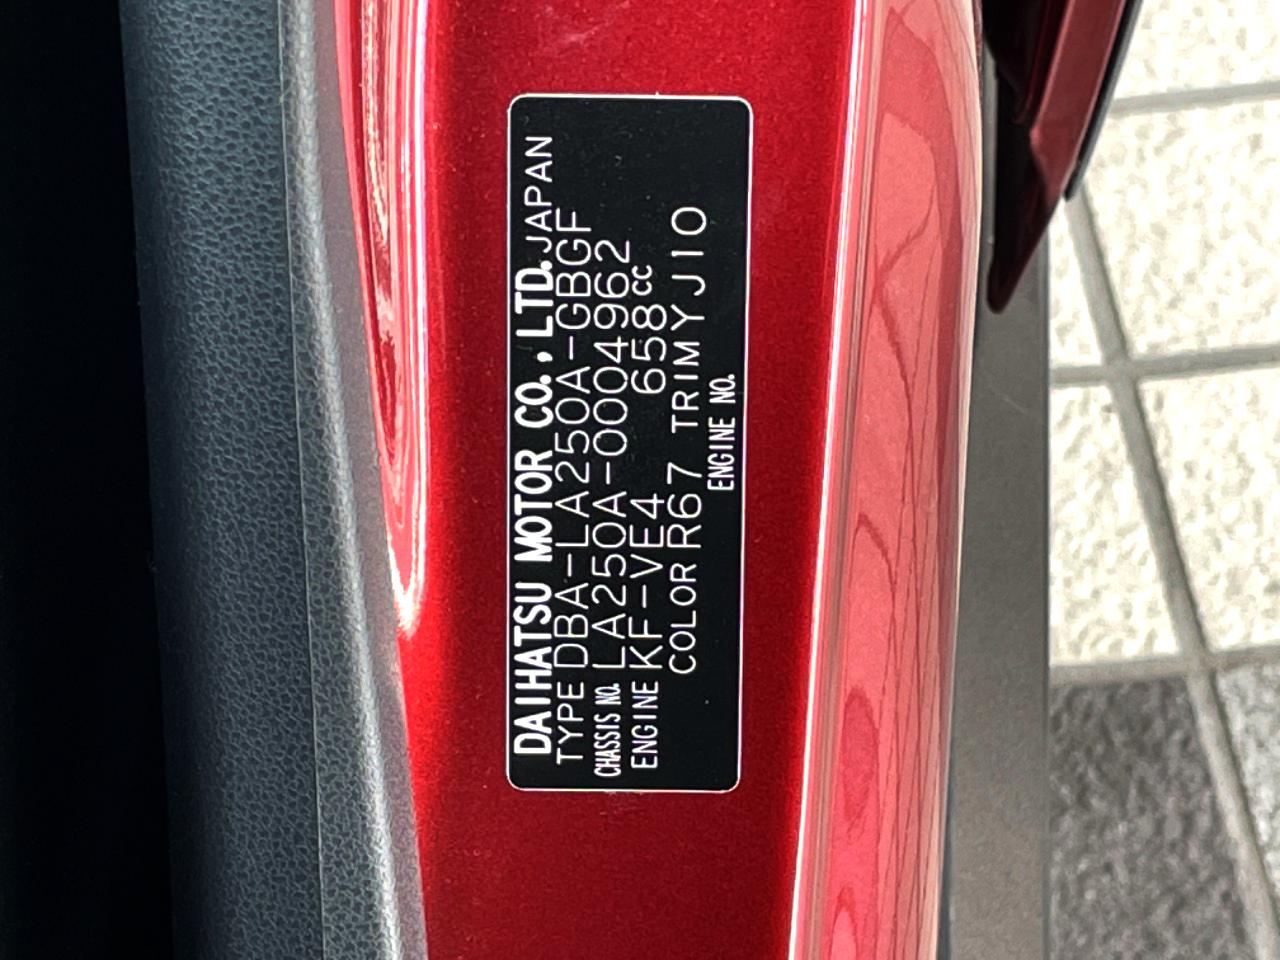 DAIHATSU MOTOR CO., LTD. JAPAN
TYPE DBA-LA250A-GBGF
CHASSIS NO. LA250A-0004962
ENGINE KF-VE4 658cc
COLOR R67 TRIM YJ10
ENGINE NO.